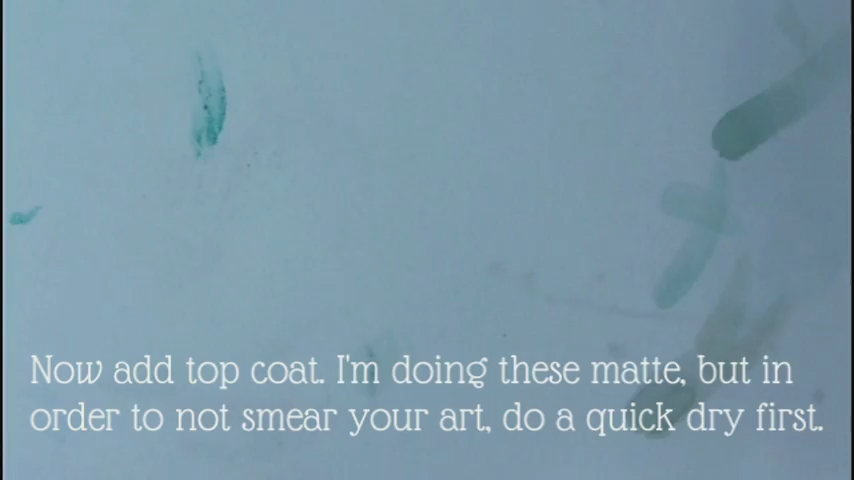 Now add top coat. I'm doing these matte, but in
order to not smear your art, do a quick dry first.